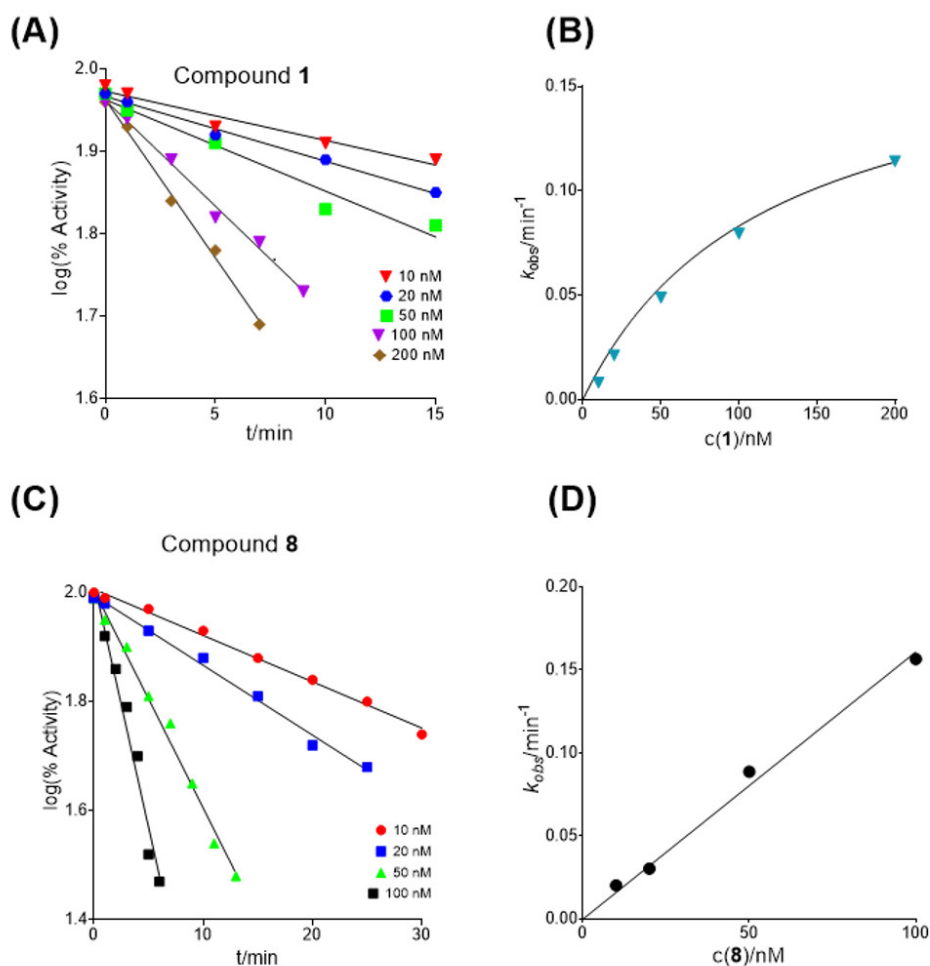 (A)
Compound 1
log(% Activity)
2.0
1.9
1.8
1.7
1.6
0
5
10
15
t/min
10 nM
20 nM
50 nM
100 nM
200 nM
(B)
kobs/min-1
0.15
0.10
0.05
0.00
0
50
100
150
200
c(1)/nM
(C)
Compound 8
log(% Activity)
2.0
1.8
1.6
1.4
0
10
20
30
t/min
10 nM
20 nM
50 nM
100 nM
(D)
kobs/min-1
0.20
0.15
0.10
0.05
0.00
0
50
100
c(8)/nM